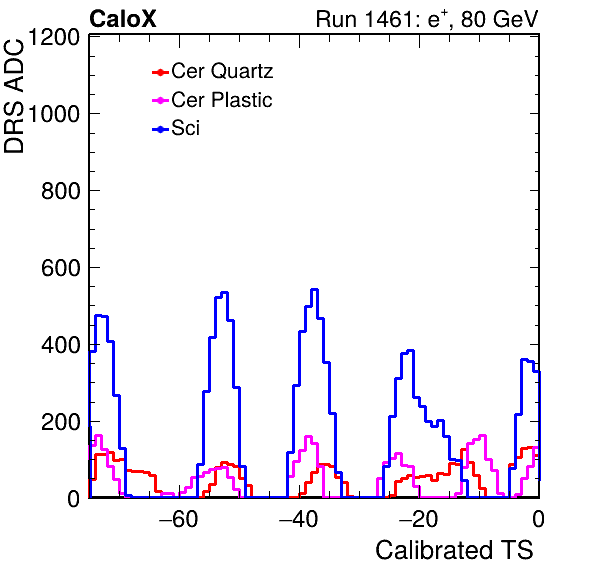 CaloX Run 1461: e⁺, 80 GeV
DRS ADC
1200
1000
800
600
400
200
0
Cer Quartz
Cer Plastic
Sci
−60 −40 −20 0
Calibrated TS